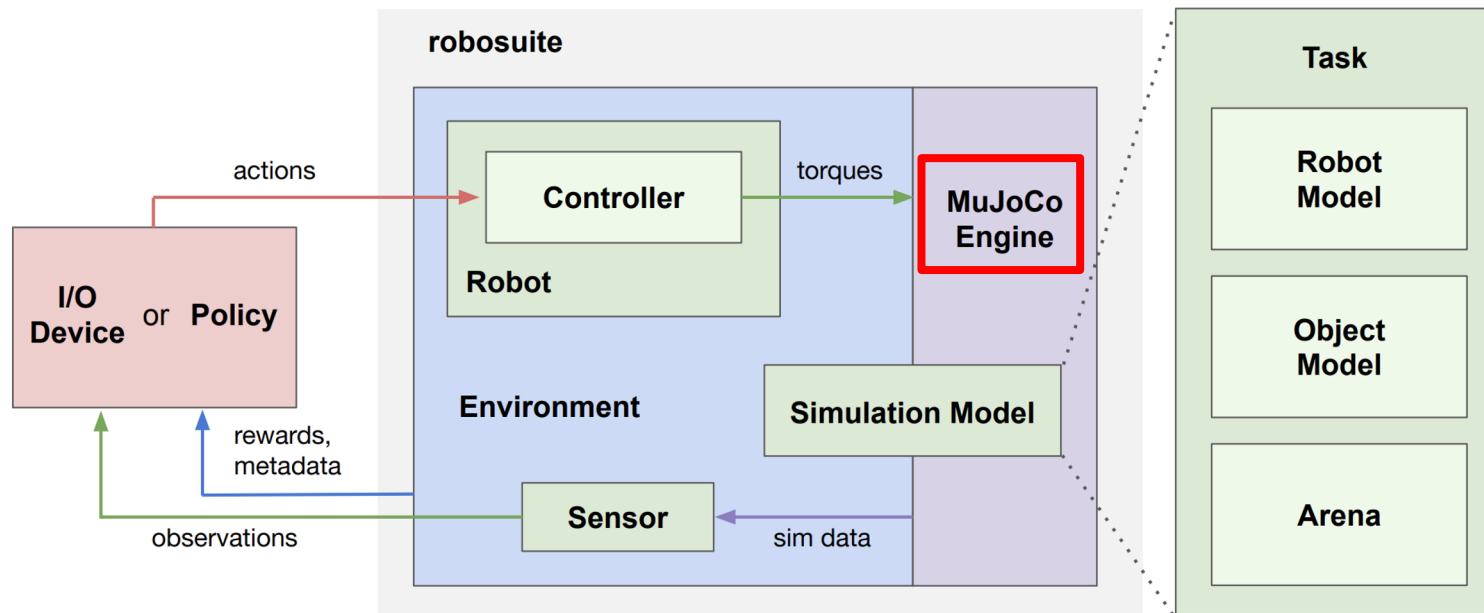 robosuite
Task
actions
Controller
torques
MuJoCo
Engine
Robot
Model
Robot
I/O
Device
or
Policy
Environment
Simulation Model
Object
Model
rewards,
metadata
Sensor
sim data
observations
Arena